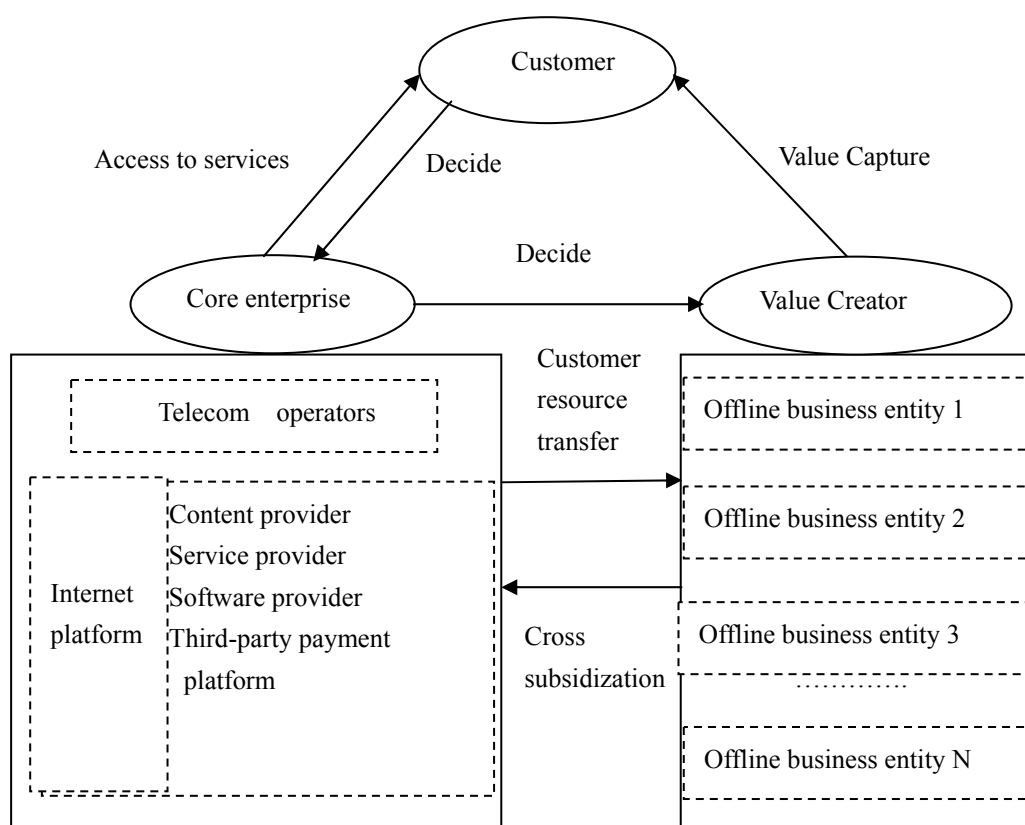 Customer
Access to services
Decide
Value Capture
Decide
Core enterprise
Value Creator
Customer
resource
transfer
Telecom operators
Offline business entity 1
Content provider
Service provider
Software provider
Third-party payment
platform
Internet
platform
Offline business entity 2
Cross
subsidization
Offline business entity 3
………….
Offline business entity N